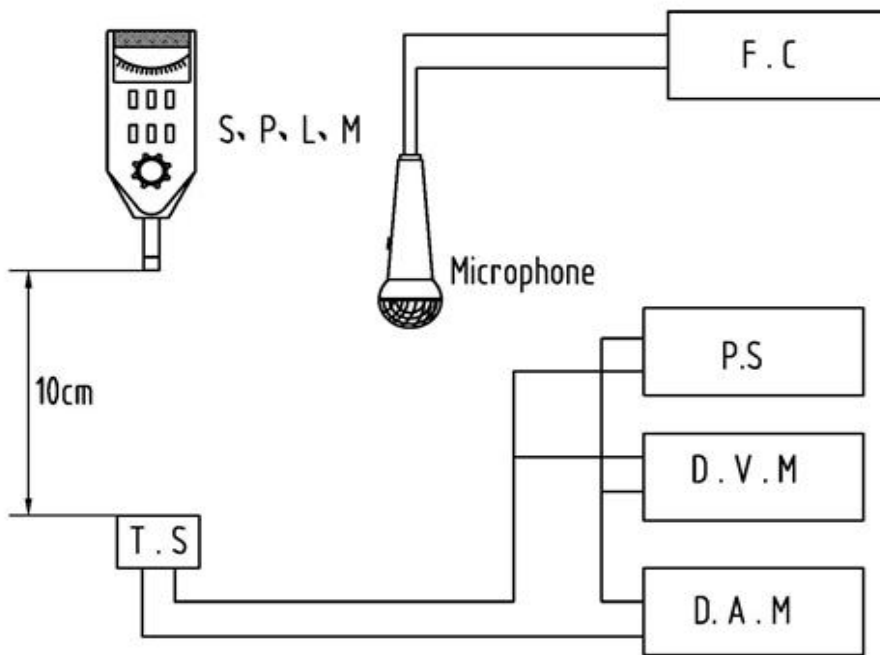 F.C
S、P、L、M
Microphone
P.S
10cm
D.V.M
T.S
D.A.M